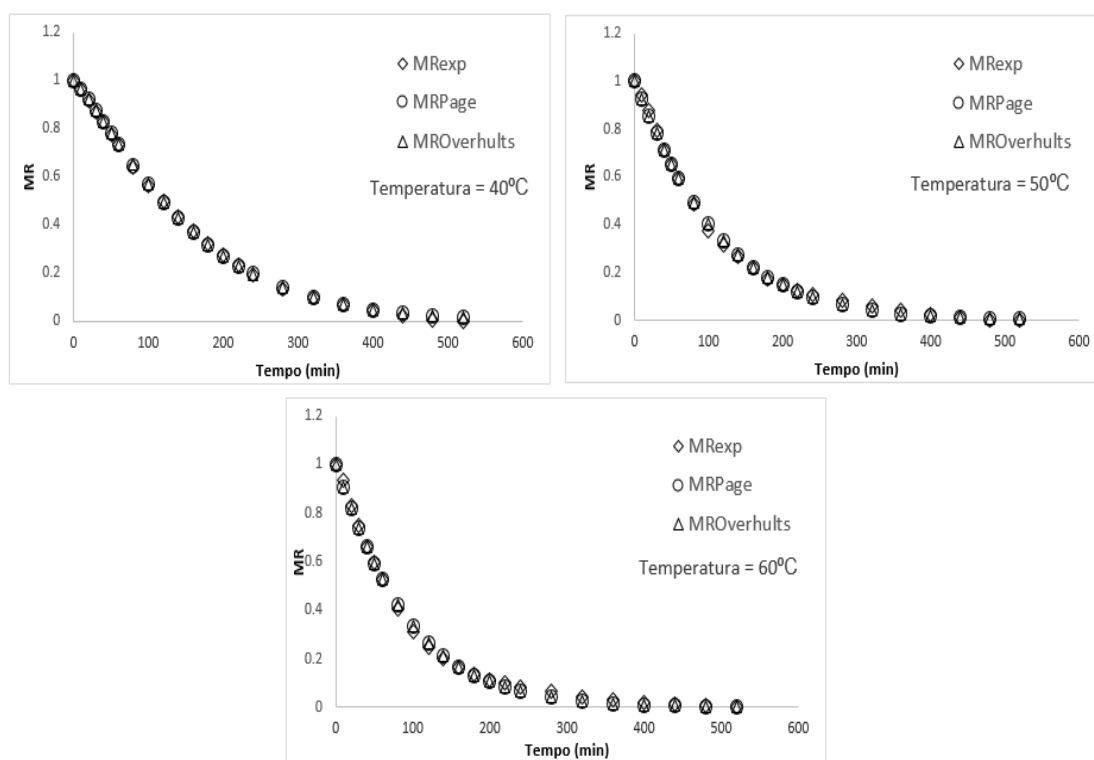 1.2
1
0.8
0.6
0.4
0.2
0
MR
0 100 200 300 400 500 600
Tempo (min)
MRexp
MRPage
MROverhults
Temperatura = 40ºC
1.2
1
0.8
0.6
0.4
0.2
0
MR
0 100 200 300 400 500 600
Tempo (min)
MRexp
MRPage
MROverhults
Temperatura = 50ºC
1.2
1
0.8
0.6
0.4
0.2
0
MR
0 100 200 300 400 500 600
Tempo (min)
MRexp
MRPage
MROverhults
Temperatura = 60ºC